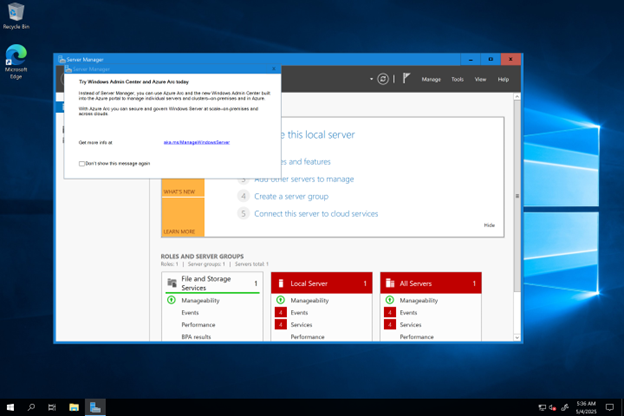 Recycle Bin
Microsoft
Edge
Server Manager
Server Manager
Manage Tools View Help
Try Windows Admin Center and Azure Arc today
Instead of Server Manager, you can use Azure Arc and the new Windows Admin Center built
into the Azure portal to manage individual servers and clusters—on premises and in Azure.
With Azure Arc you can secure and govern Windows Server at scale—on-premises and
across clouds.
Get more info at aka.ms/ManageWindowsServer
Don't show this message again
e this local server
es and features
3 Add other servers to manage
WHAT'S NEW
4 Create a server group
5 Connect this server to cloud services
Hide
LEARN MORE
ROLES AND SERVER GROUPS
Roles: 1 | Server groups: 1 | Servers total: 1
File and Storage
Services 1
Manageability
Events
Performance
BPA results
Local Server 1
Manageability
4 Events
4 Services
Performance
All Servers 1
Manageability
4 Events
4 Services
Performance
5:36 AM
5/4/2025